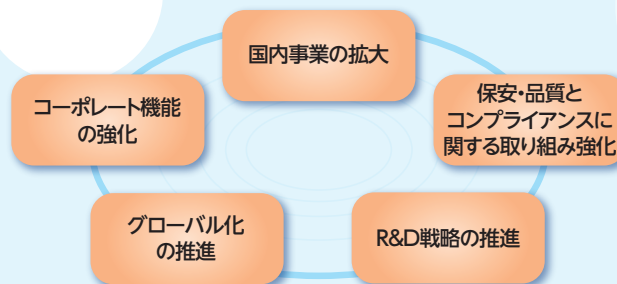 国内事業の拡大
コーポレート機能
の強化
保安・品質と
コンプライアンスに
関する取り組み強化
グローバル化
の推進
R&D戦略の推進